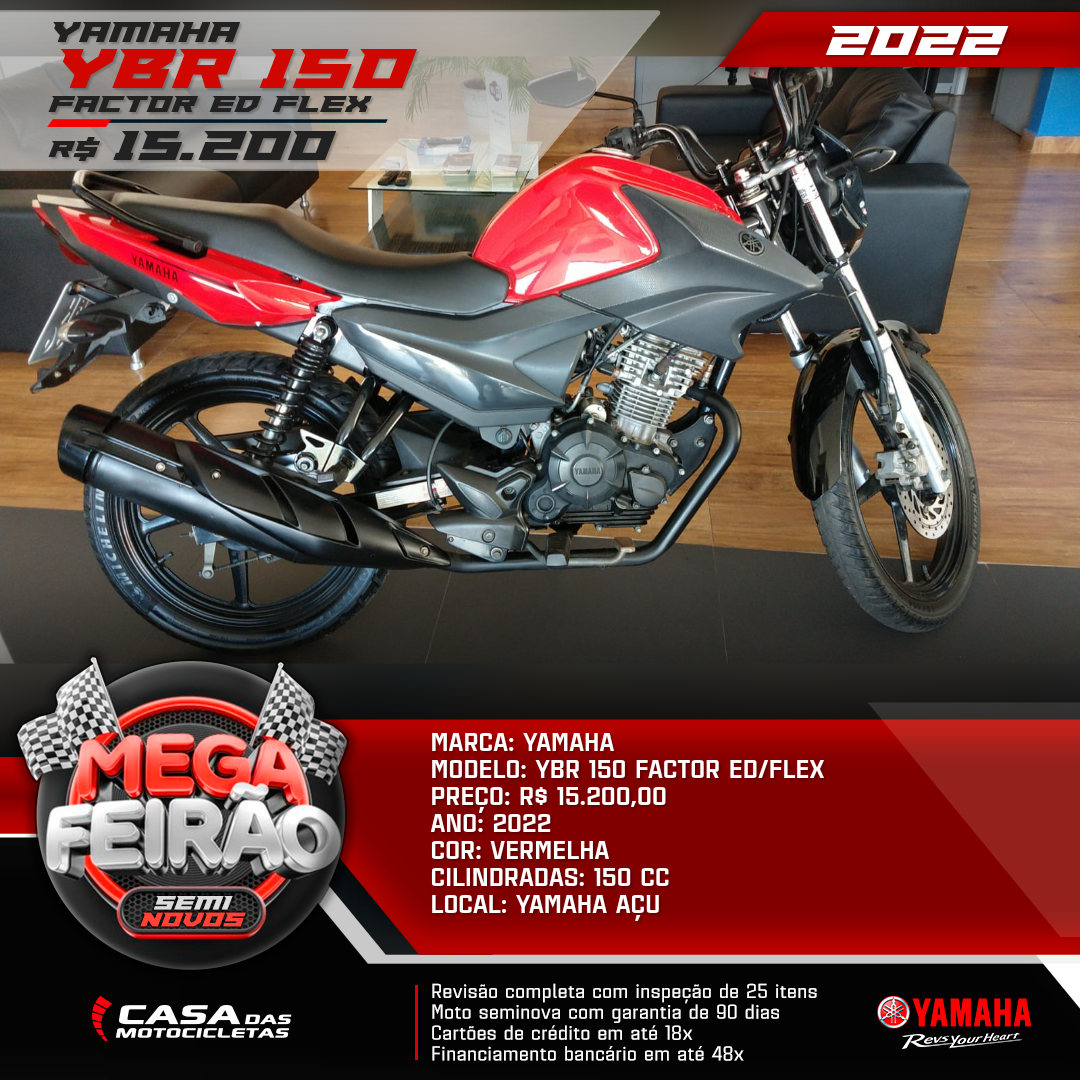 YAMAHA
YBR 150
FACTOR ED FLEX
R$ 15.200
2022
YAMAHA
YAMAHA
MICHELIN
MEGA
FEIRÃO
SEMI
NOVOS
MARCA: YAMAHA
MODELO: YBR 150 FACTOR ED/FLEX
PREÇO: R$ 15.200,00
ANO: 2022
COR: VERMELHA
CILINDRADAS: 150 CC
LOCAL: YAMAHA AÇU
CASA DAS
MOTOCICLETAS
Revisão completa com inspeção de 25 itens
Moto seminova com garantia de 90 dias
Cartões de crédito em até 18x
Financiamento bancário em até 48x
YAMAHA
Revs Your Heart